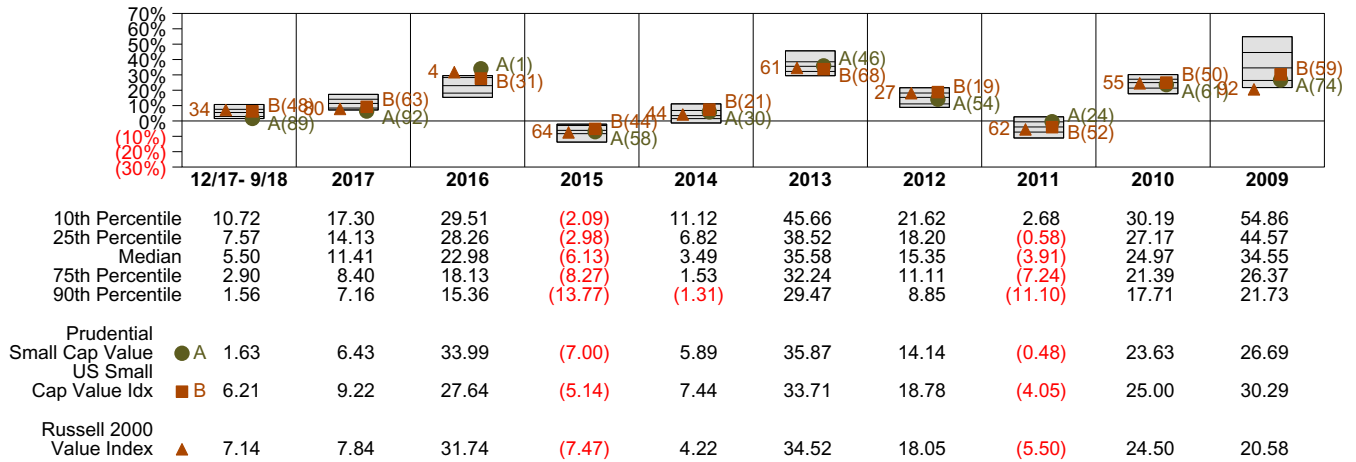 70%
60%
50%
40%
30%
20%
10%
0%
(10%)
(20%)
(30%)
34
B(48)
A(89)
80
B(63)
A(92)
4
A(1)
B(31)
64
B(44)
A(58)
44
B(21)
A(30)
61
A(46)
B(68)
27
B(19)
A(54)
62
A(24)
B(52)
55
B(50)
A(61)
92
B(59)
A(74)
12/17- 9/18 2017 2016 2015 2014 2013 2012 2011 2010 2009
10th Percentile 10.72 17.30 29.51 (2.09) 11.12 45.66 21.62 2.68 30.19 54.86
25th Percentile 7.57 14.13 28.26 (2.98) 6.82 38.52 18.20 (0.58) 27.17 44.57
Median 5.50 11.41 22.98 (6.13) 3.49 35.58 15.35 (3.91) 24.97 34.55
75th Percentile 2.90 8.40 18.13 (8.27) 1.53 32.24 11.11 (7.24) 21.39 26.37
90th Percentile 1.56 7.16 15.36 (13.77) (1.31) 29.47 8.85 (11.10) 17.71 21.73
Prudential
Small Cap Value A 1.63 6.43 33.99 (7.00) 5.89 35.87 14.14 (0.48) 23.63 26.69
US Small
Cap Value Idx B 6.21 9.22 27.64 (5.14) 7.44 33.71 18.78 (4.05) 25.00 30.29
Russell 2000
Value Index 7.14 7.84 31.74 (7.47) 4.22 34.52 18.05 (5.50) 24.50 20.58